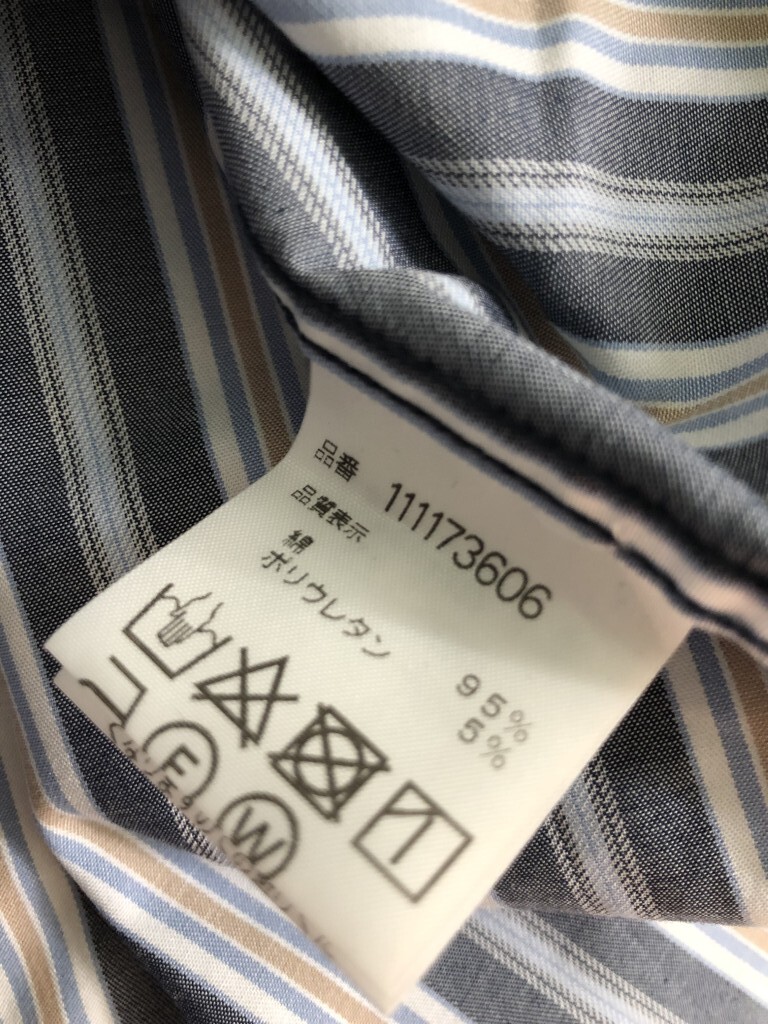 品番 111173606
品質表示
綿 95%
ポリウレタン 5%
F
W